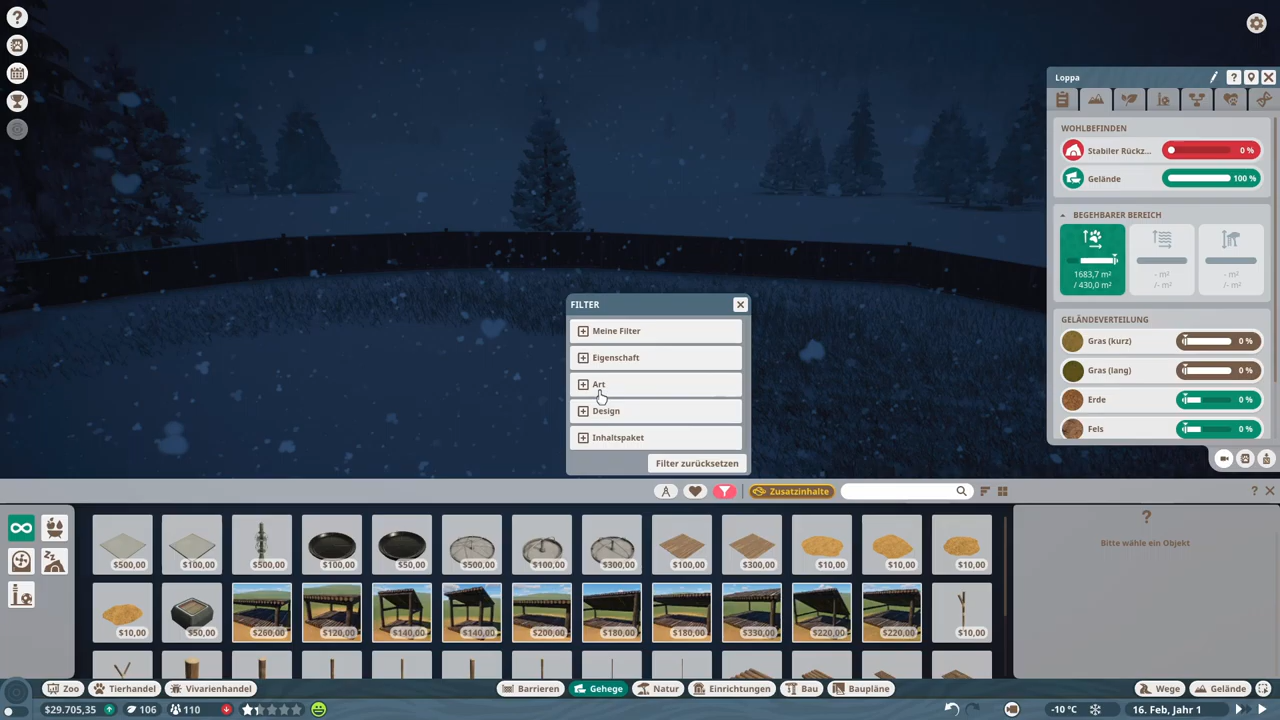 Loppa
?
WOHLBEFINDEN
Stabiler Rückz... 0 %
Gelände 100 %
BEGEHBARER BEREICH
1683,7 m² / 430,0 m²
- m² /- m²
- m² /- m²
GELÄNDEVERTEILUNG
Gras (kurz) 0 %
Gras (lang) 0 %
Erde 0 %
Fels 0 %
FILTER
Meine Filter
Eigenschaft
Art
Design
Inhaltspaket
Filter zurücksetzen
Zusatzinhalte
?
$500,00 $100,00 $500,00 $100,00 $50,00 $500,00 $100,00 $300,00 $100,00 $300,00 $10,00 $10,00 $10,00
$10,00 $50,00 $260,00 $120,00 $140,00 $140,00 $200,00 $180,00 $180,00 $330,00 $220,00 $220,00 $10,00
?
Bitte wähle ein Objekt
Zoo Tierhandel Vivarienhandel Barrieren Gehege Natur Einrichtungen Bau Baupläne Wege Gelände
$29.705,35 106 110 -10 °C 16. Feb, Jahr 1